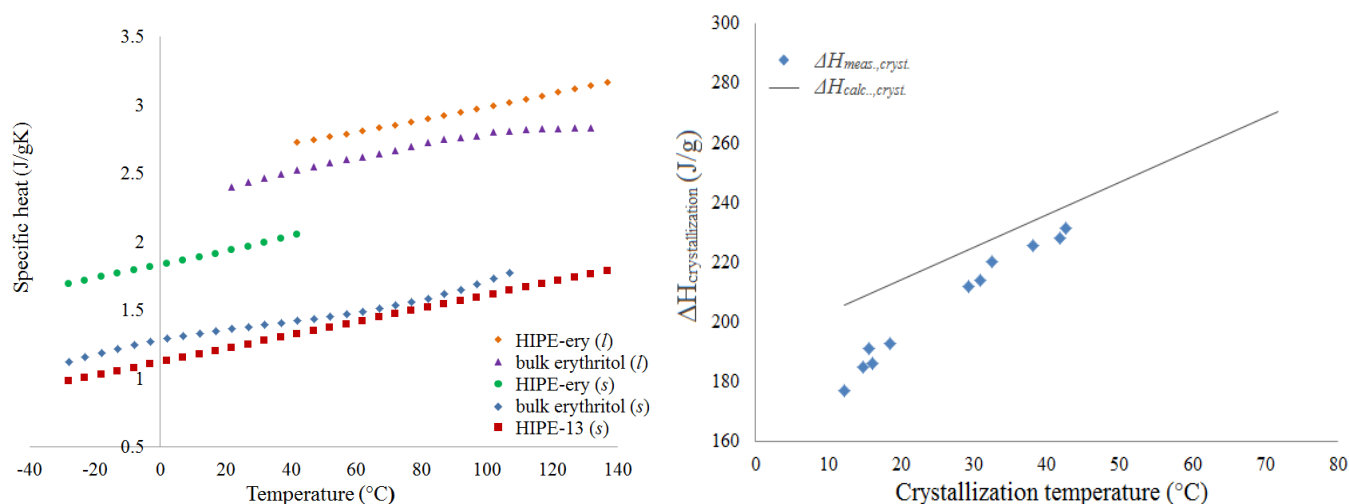 3.5
3
2.5
2
1.5
1
0.5
Specific heat (J/gK)
HIPE-ery (l)
bulk erythritol (l)
HIPE-ery (s)
bulk erythritol (s)
HIPE-13 (s)
-40 -20 0 20 40 60 80 100 120 140
Temperature (°C)
300
280
260
240
220
200
180
160
ΔHcrystallization (J/g)
ΔHmeas.,cryst.
ΔHcalc..,cryst.
0 10 20 30 40 50 60 70 80
Crystallization temperature (°C)